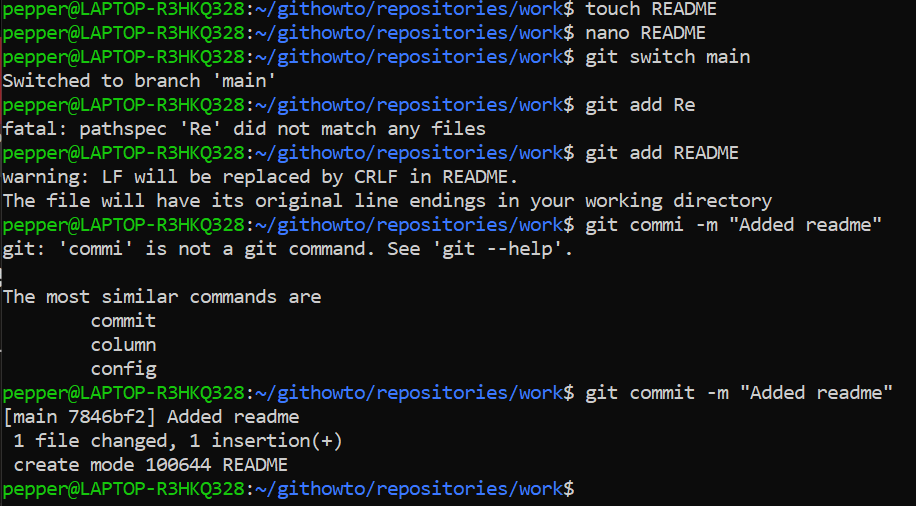 pepper@LAPTOP-R3HKQ328:~/githowto/repositories/work$ touch README
pepper@LAPTOP-R3HKQ328:~/githowto/repositories/work$ nano README
pepper@LAPTOP-R3HKQ328:~/githowto/repositories/work$ git switch main
Switched to branch 'main'
pepper@LAPTOP-R3HKQ328:~/githowto/repositories/work$ git add Re
fatal: pathspec 'Re' did not match any files
pepper@LAPTOP-R3HKQ328:~/githowto/repositories/work$ git add README
warning: LF will be replaced by CRLF in README.
The file will have its original line endings in your working directory
pepper@LAPTOP-R3HKQ328:~/githowto/repositories/work$ git commi -m "Added readme"
git: 'commi' is not a git command. See 'git --help'.
The most similar commands are
commit
column
config
pepper@LAPTOP-R3HKQ328:~/githowto/repositories/work$ git commit -m "Added readme"
[main 7846bf2] Added readme
1 file changed, 1 insertion(+)
create mode 100644 README
pepper@LAPTOP-R3HKQ328:~/githowto/repositories/work$